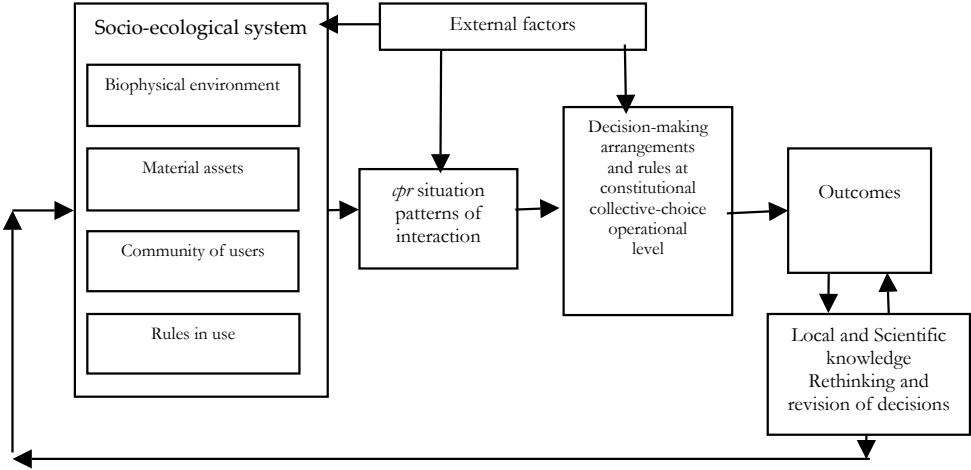 Socio-ecological system
Biophysical environment
Material assets
Community of users
Rules in use
External factors
cpr situation
patterns of
interaction
Decision-making
arrangements
and rules at
constitutional
collective-choice
operational
level
Outcomes
Local and Scientific
knowledge
Rethinking and
revision of decisions